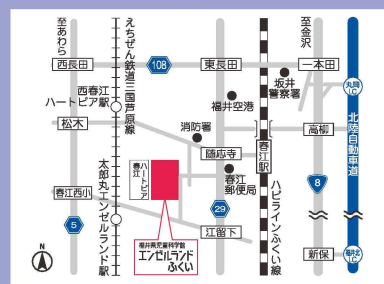 至あわら
えちぜん鉄道三国芦原線
至金沢
西長田
108
東長田
一本田
坂井
警察署
丸岡
IC
西春江
ハートピア駅
福井空港
松木
消防署
高柳
北陸自動車道
随応寺
春江駅
ハートピア
春江
春江
郵便局
太郎丸エンゼルランド駅
春江西小
ハピラインふくい線
8
29
5
江留下
福井県児童科学館
エンゼルランド
ふくい
新保
福井北
IC
N